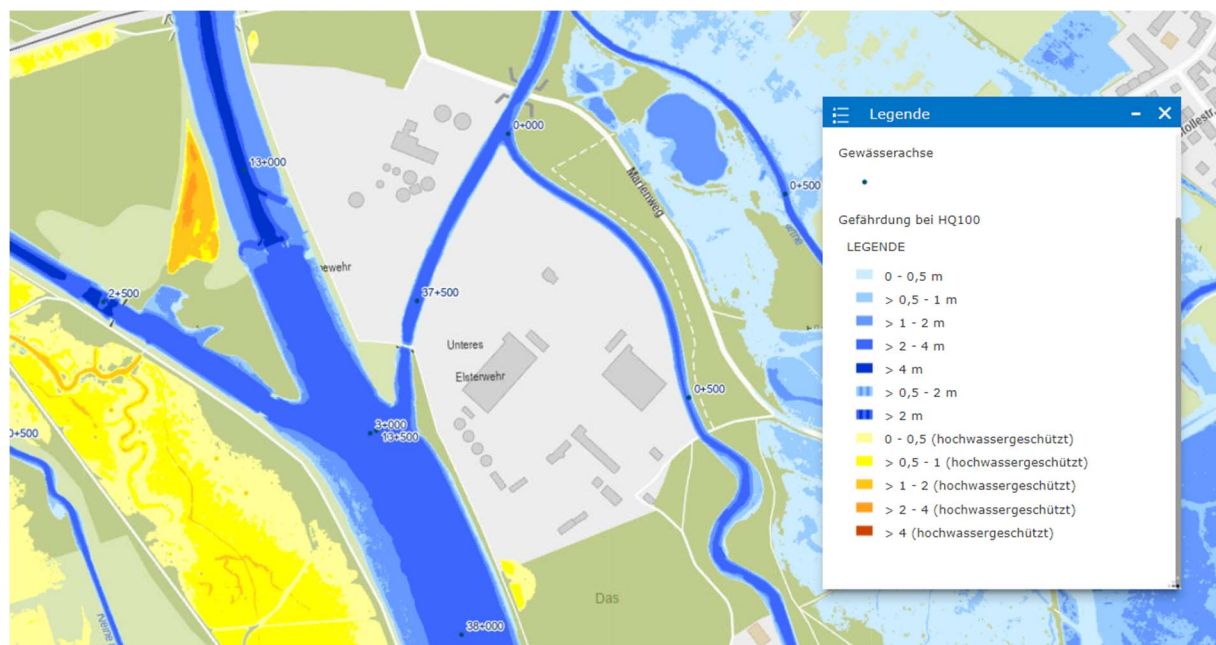 0+000
13+000
Marienweg
0+500
ewehr
2+500
37+500
Unteres
Elsterwehr
0+500
0+500
3+000
13+500
Das
38+000
Legende
Gewässerachse
Gefährdung bei HQ100
LEGENDE
0 - 0,5 m
> 0,5 - 1 m
> 1 - 2 m
> 2 - 4 m
> 4 m
> 0,5 - 2 m
> 2 m
0 - 0,5 (hochwassergeschützt)
> 0,5 - 1 (hochwassergeschützt)
> 1 - 2 (hochwassergeschützt)
> 2 - 4 (hochwassergeschützt)
> 4 (hochwassergeschützt)